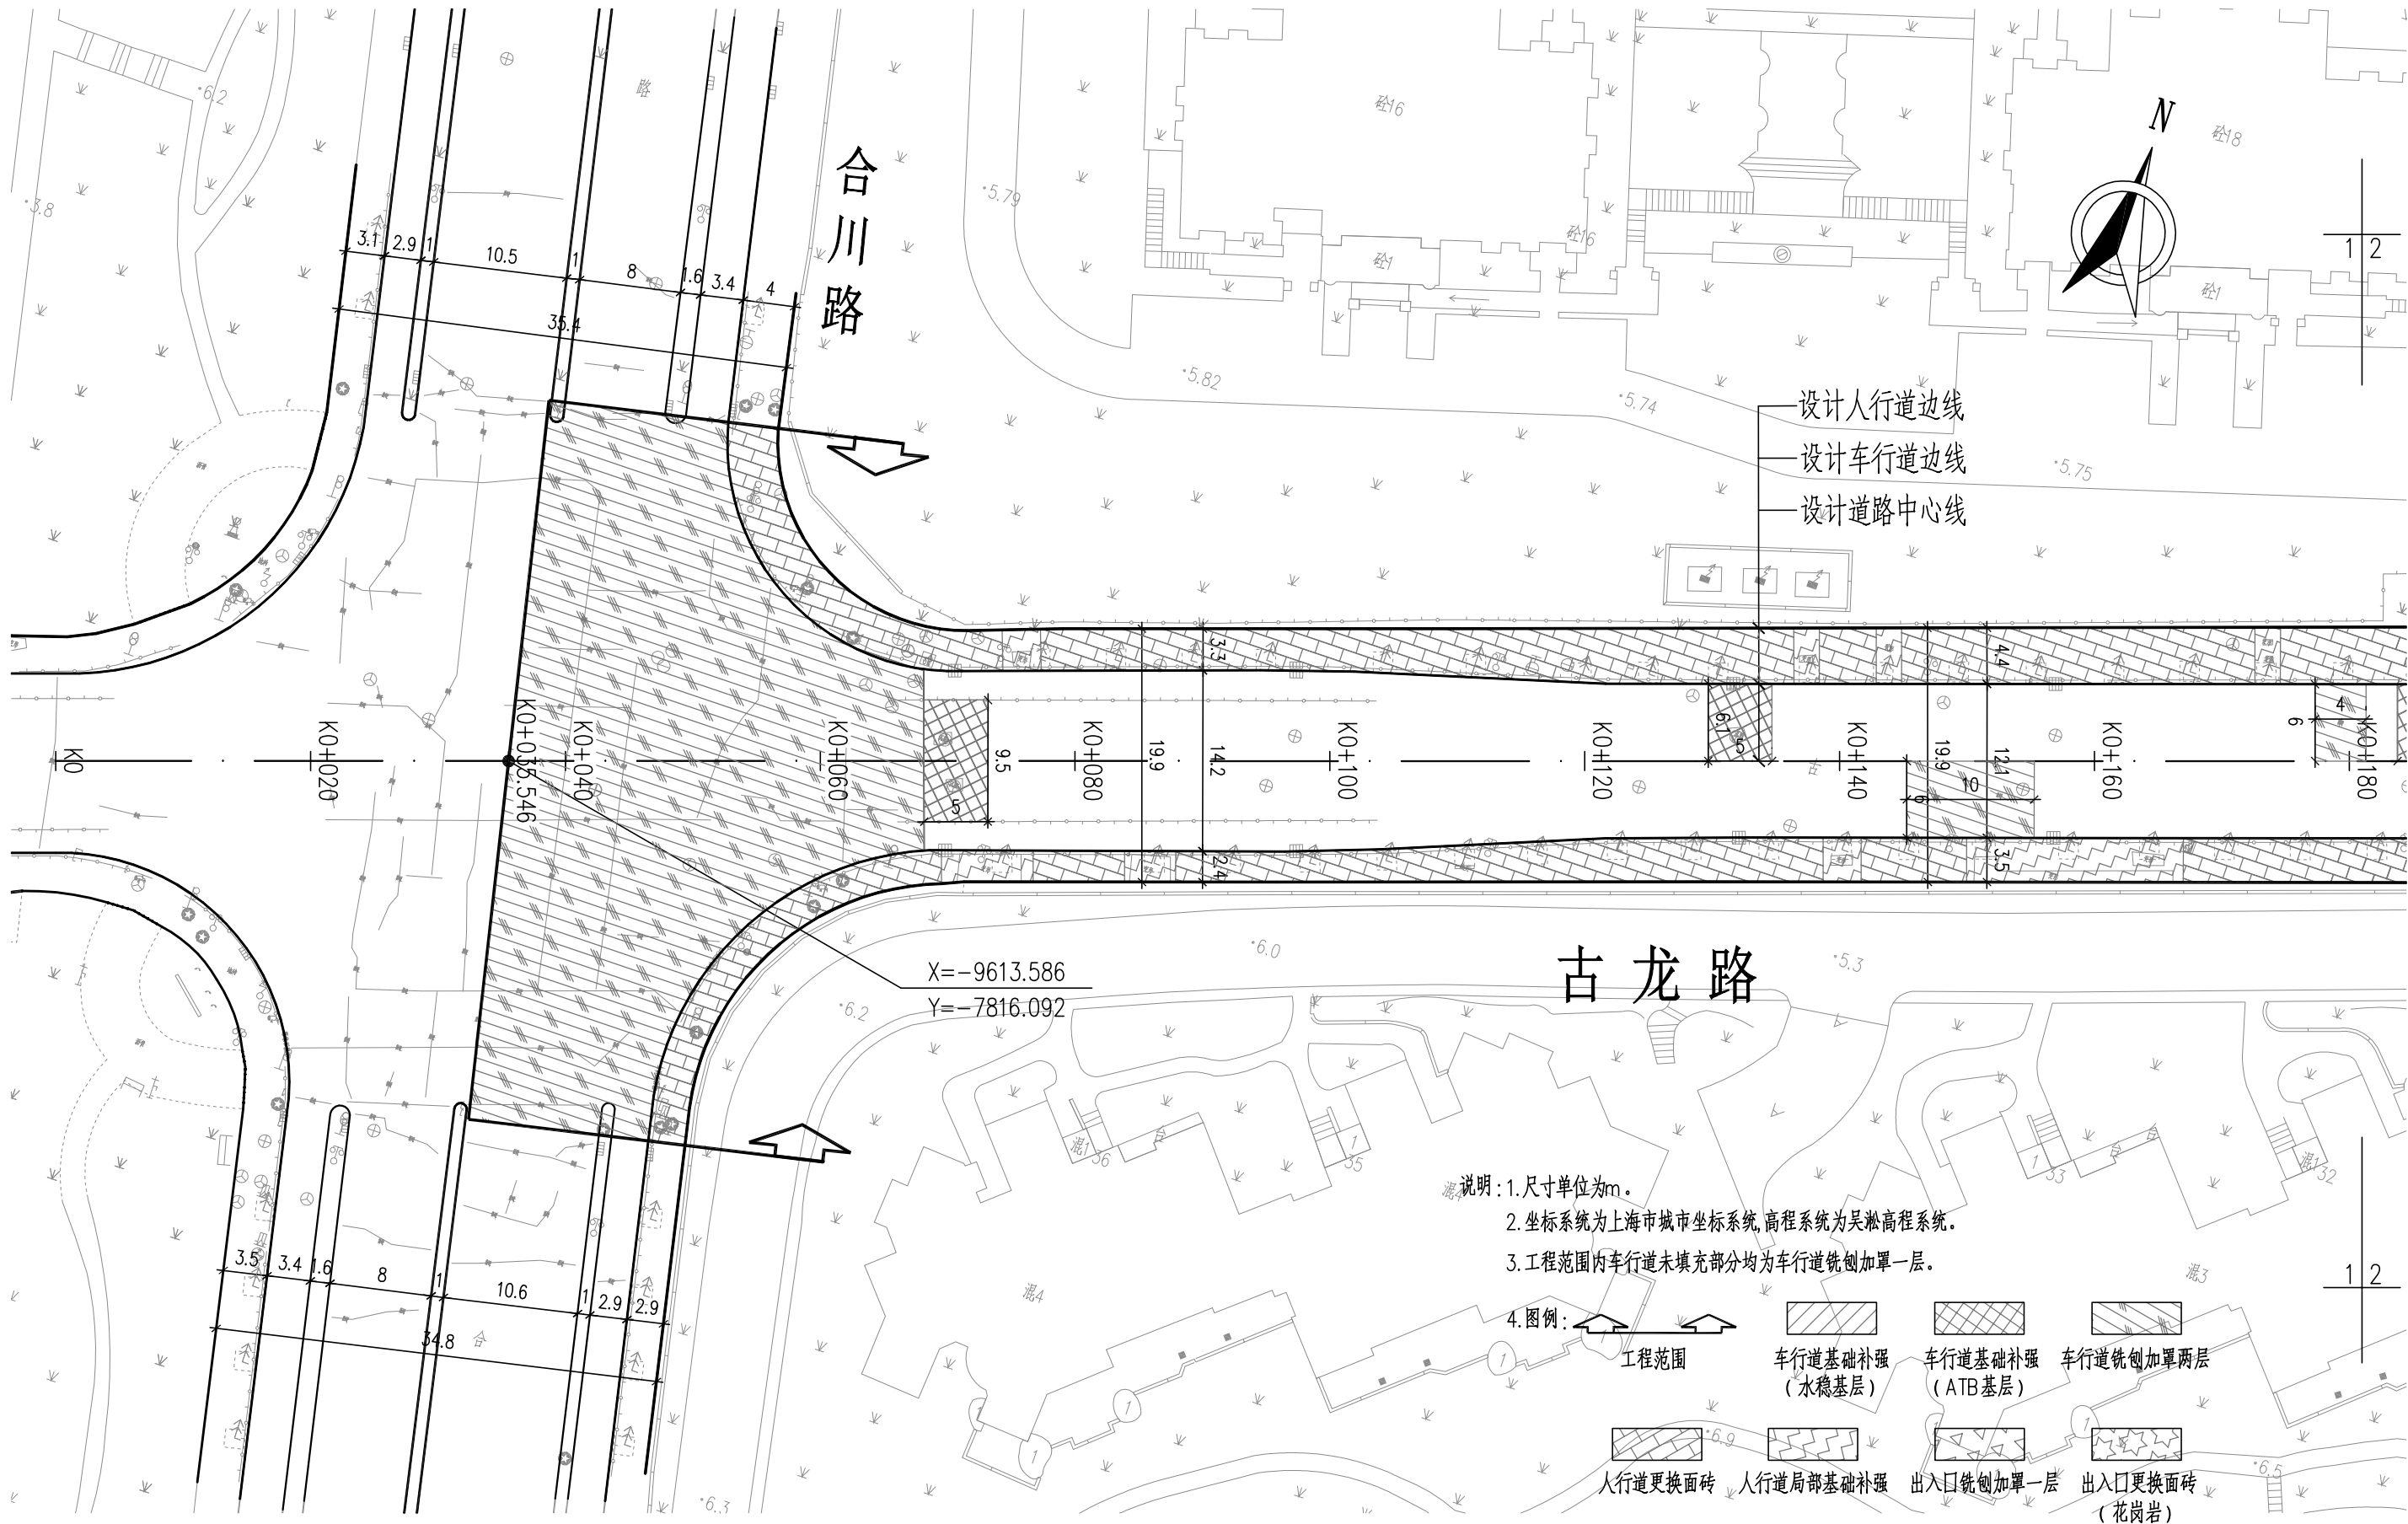 合川路
N
路
砼16
砼18
砼16
砼1
砼1
6.2
3.8
5.79
5.82
5.74
5.75
1 2
3.1 2.9 1 10.5 1 8 1.6 3.4 4
35.4
设计人行道边线
设计车行道边线
设计道路中心线
K0
K0+020
K0+035.546
K0+040
K0+060
K0+080
K0+100
K0+120
K0+140
K0+160
K0+180
3.3
19.9
14.2
2.4
9.5
5
6.7
5
4.4
19.9
12.1
3.5
10
6
4
6
古
X=-9613.586
Y=-7816.092
古龙路
6.0
5.3
6.2
混1
36
35
33
混1
32
混4
混4
混3
台
台
台
合
6.3
6.9
6.5
1 2
3.5 3.4 1.6 8 1 10.6 1 2.9 2.9
34.8
说明:1.尺寸单位为m。
2.坐标系统为上海市城市坐标系统,高程系统为吴淞高程系统。
3.工程范围内车行道未填充部分均为车行道铣刨加罩一层。
4.图例:
工程范围
车行道基础补强
(水稳基层)
车行道基础补强
(ATB基层)
车行道铣刨加罩两层
人行道更换面砖
人行道局部基础补强
出入口铣刨加罩一层
出入口更换面砖
(花岗岩)